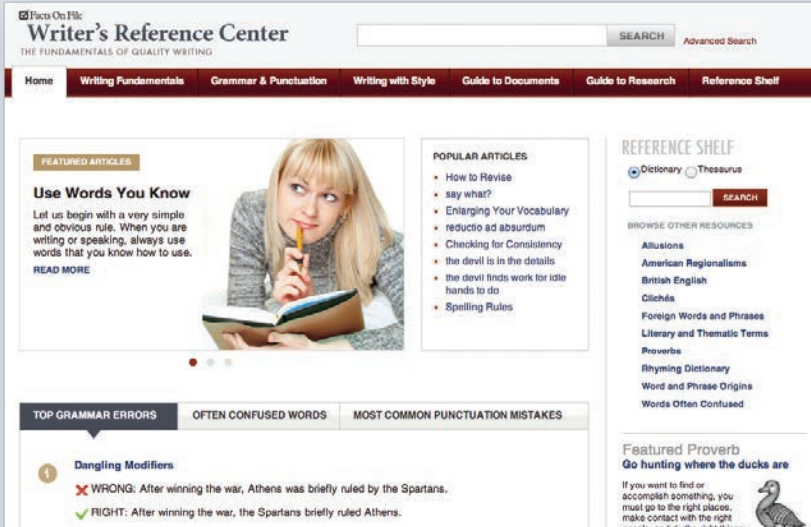 Facts On File
Writer's Reference Center
THE FUNDAMENTALS OF QUALITY WRITING
SEARCH
Advanced Search
Home
Writing Fundamentals
Grammar & Punctuation
Writing with Style
Guide to Documents
Guide to Research
Reference Shelf
FEATURED ARTICLES
Use Words You Know
Let us begin with a very simple
and obvious rule. When you are
writing or speaking, always use
words that you know how to use.
READ MORE
POPULAR ARTICLES
How to Revise
say what?
Enlarging Your Vocabulary
reductio ad absurdum
Checking for Consistency
the devil is in the details
the devil finds work for idle
hands to do
Spelling Rules
REFERENCE SHELF
Dictionary Thesaurus
SEARCH
BROWSE OTHER RESOURCES
Allusions
American Regionalisms
British English
Clichés
Foreign Words and Phrases
Literary and Thematic Terms
Proverbs
Rhyming Dictionary
Word and Phrase Origins
Words Often Confused
TOP GRAMMAR ERRORS
OFTEN CONFUSED WORDS
MOST COMMON PUNCTUATION MISTAKES
1
Dangling Modifiers
WRONG: After winning the war, Athens was briefly ruled by the Spartans.
RIGHT: After winning the war, the Spartans briefly ruled Athens.
Featured Proverb
Go hunting where the ducks are
If you want to find or
accomplish something, you
must go to the right places,
make contact with the right